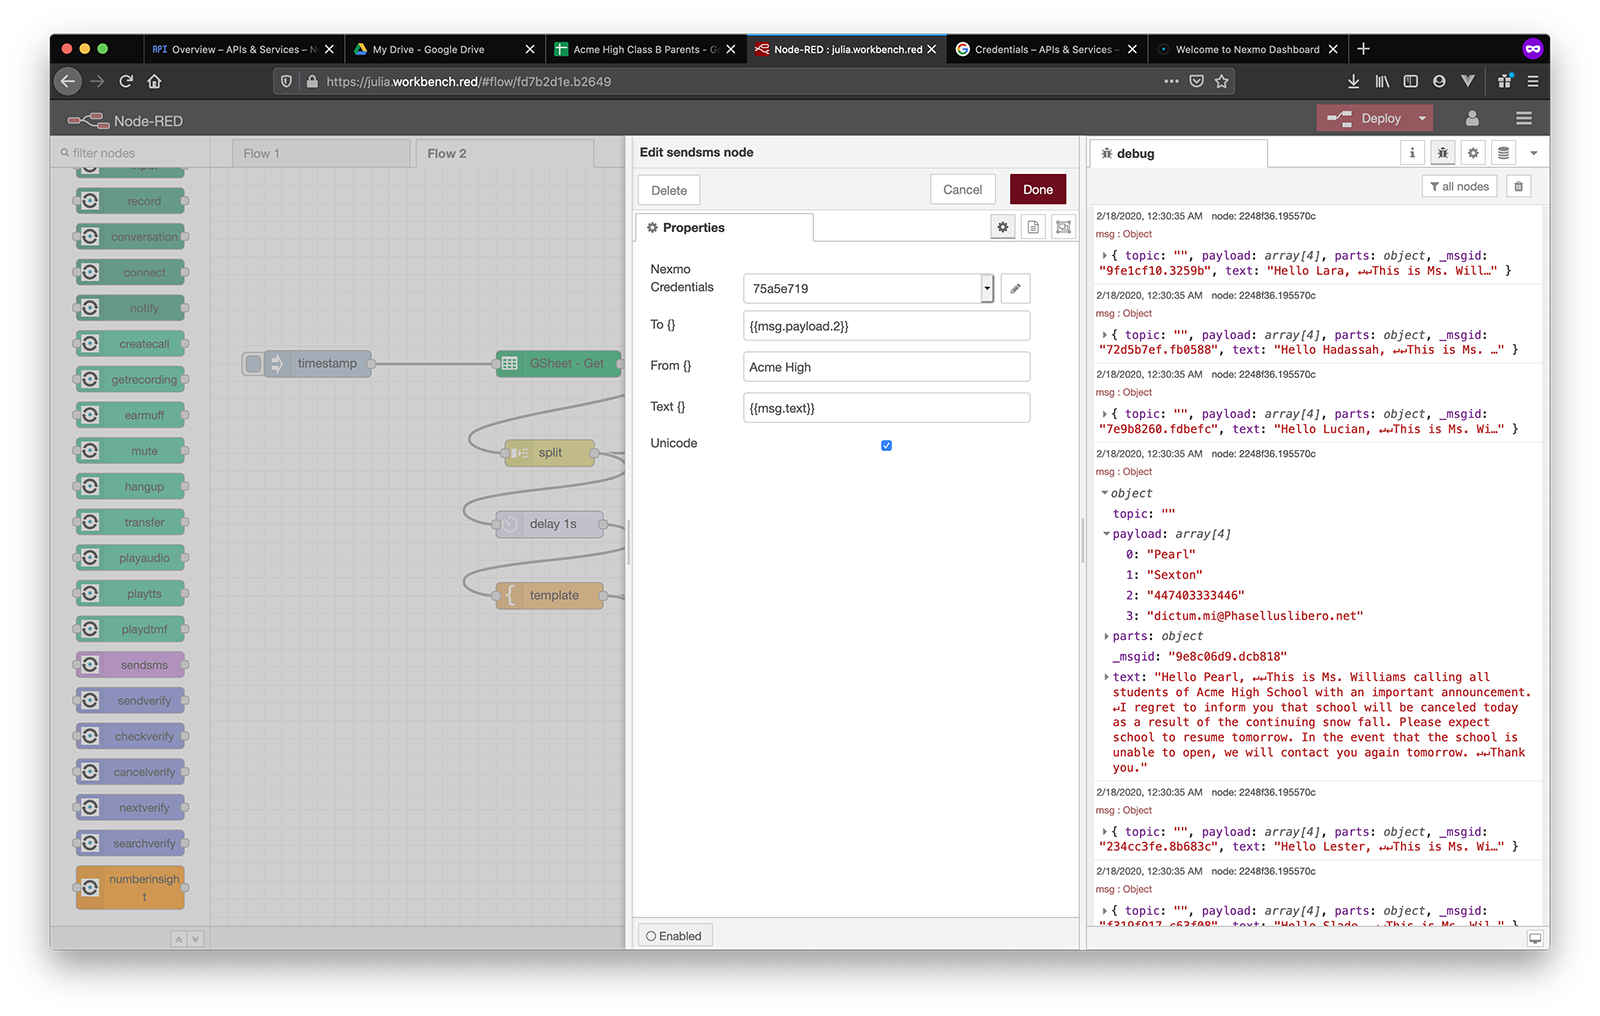 API Overview – APIs & Services – N
My Drive - Google Drive
Acme High Class B Parents - G
Node-RED : julia.workbench.red
Credentials – APIs & Services –
Welcome to Nexmo Dashboard
https://julia.workbench.red/#flow/fd7b2d1e.b2649
Node-RED
Deploy
filter nodes
Flow 1
Flow 2
input
record
conversation
connect
notify
createcall
getrecording
earmuff
mute
hangup
transfer
playaudio
playtts
playdtmf
sendsms
sendverify
checkverify
cancelverify
nextverify
searchverify
numberinsigh
t
timestamp
GSheet - Get
split
delay 1s
template
Edit sendsms node
Delete
Cancel
Done
Properties
Nexmo
Credentials
75a5e719
To {}
{{msg.payload.2}}
From {}
Acme High
Text {}
{{msg.text}}
Unicode
Enabled
debug
i
all nodes
2/18/2020, 12:30:35 AM node: 2248f36.195570c
msg : Object
{ topic: "", payload: array[4], parts: object, _msgid:
"9fe1cf10.3259b", text: "Hello Lara, ↵↵This is Ms. Will…" }
2/18/2020, 12:30:35 AM node: 2248f36.195570c
msg : Object
{ topic: "", payload: array[4], parts: object, _msgid:
"72d5b7ef.fb0588", text: "Hello Hadassah, ↵↵This is Ms. …" }
2/18/2020, 12:30:35 AM node: 2248f36.195570c
msg : Object
{ topic: "", payload: array[4], parts: object, _msgid:
"7e9b8260.fdbefc", text: "Hello Lucian, ↵↵This is Ms. Wi…" }
2/18/2020, 12:30:35 AM node: 2248f36.195570c
msg : Object
object
topic: ""
payload: array[4]
0: "Pearl"
1: "Sexton"
2: "447403333446"
3: "dictum.mi@Phaselluslibero.net"
parts: object
_msgid: "9e8c06d9.dcb818"
text: "Hello Pearl, ↵↵This is Ms. Williams calling all
students of Acme High School with an important announcement.
↵I regret to inform you that school will be canceled today
as a result of the continuing snow fall. Please expect
school to resume tomorrow. In the event that the school is
unable to open, we will contact you again tomorrow. ↵↵Thank
you."
2/18/2020, 12:30:35 AM node: 2248f36.195570c
msg : Object
{ topic: "", payload: array[4], parts: object, _msgid:
"234cc3fe.8b683c", text: "Hello Lester, ↵↵This is Ms. Wi…" }
2/18/2020, 12:30:35 AM node: 2248f36.195570c
msg : Object
{ topic: "", payload: array[4], parts: object, _msgid:
"f319f917.c63f08", text: "Hello Slade, ↵↵This is Ms. Wil…" }